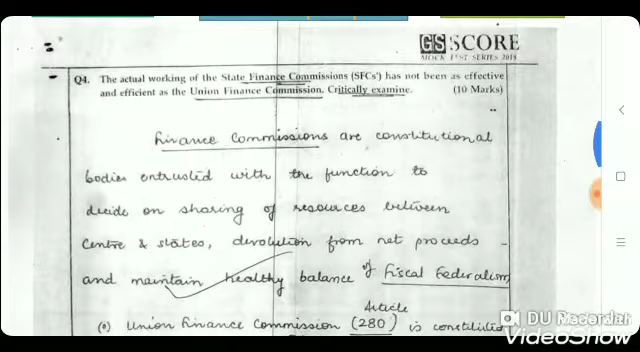 GS SCORE
MOCK TEST SERIES 2018
Q4. The actual working of the State Finance Commissions (SFCs') has not been as effective
and efficient as the Union Finance Commission. Critically examine. (10 Marks)
Finance Commissions are constitutional
bodies entrusted with the function to
decide on sharing of resources between
Centre & States, devolution from net proceeds -
and maintain healthy balance of Fiscal Federalism
Article
(•) Union Finance Commission (280) is constituted
DU Recorder
VideoShow